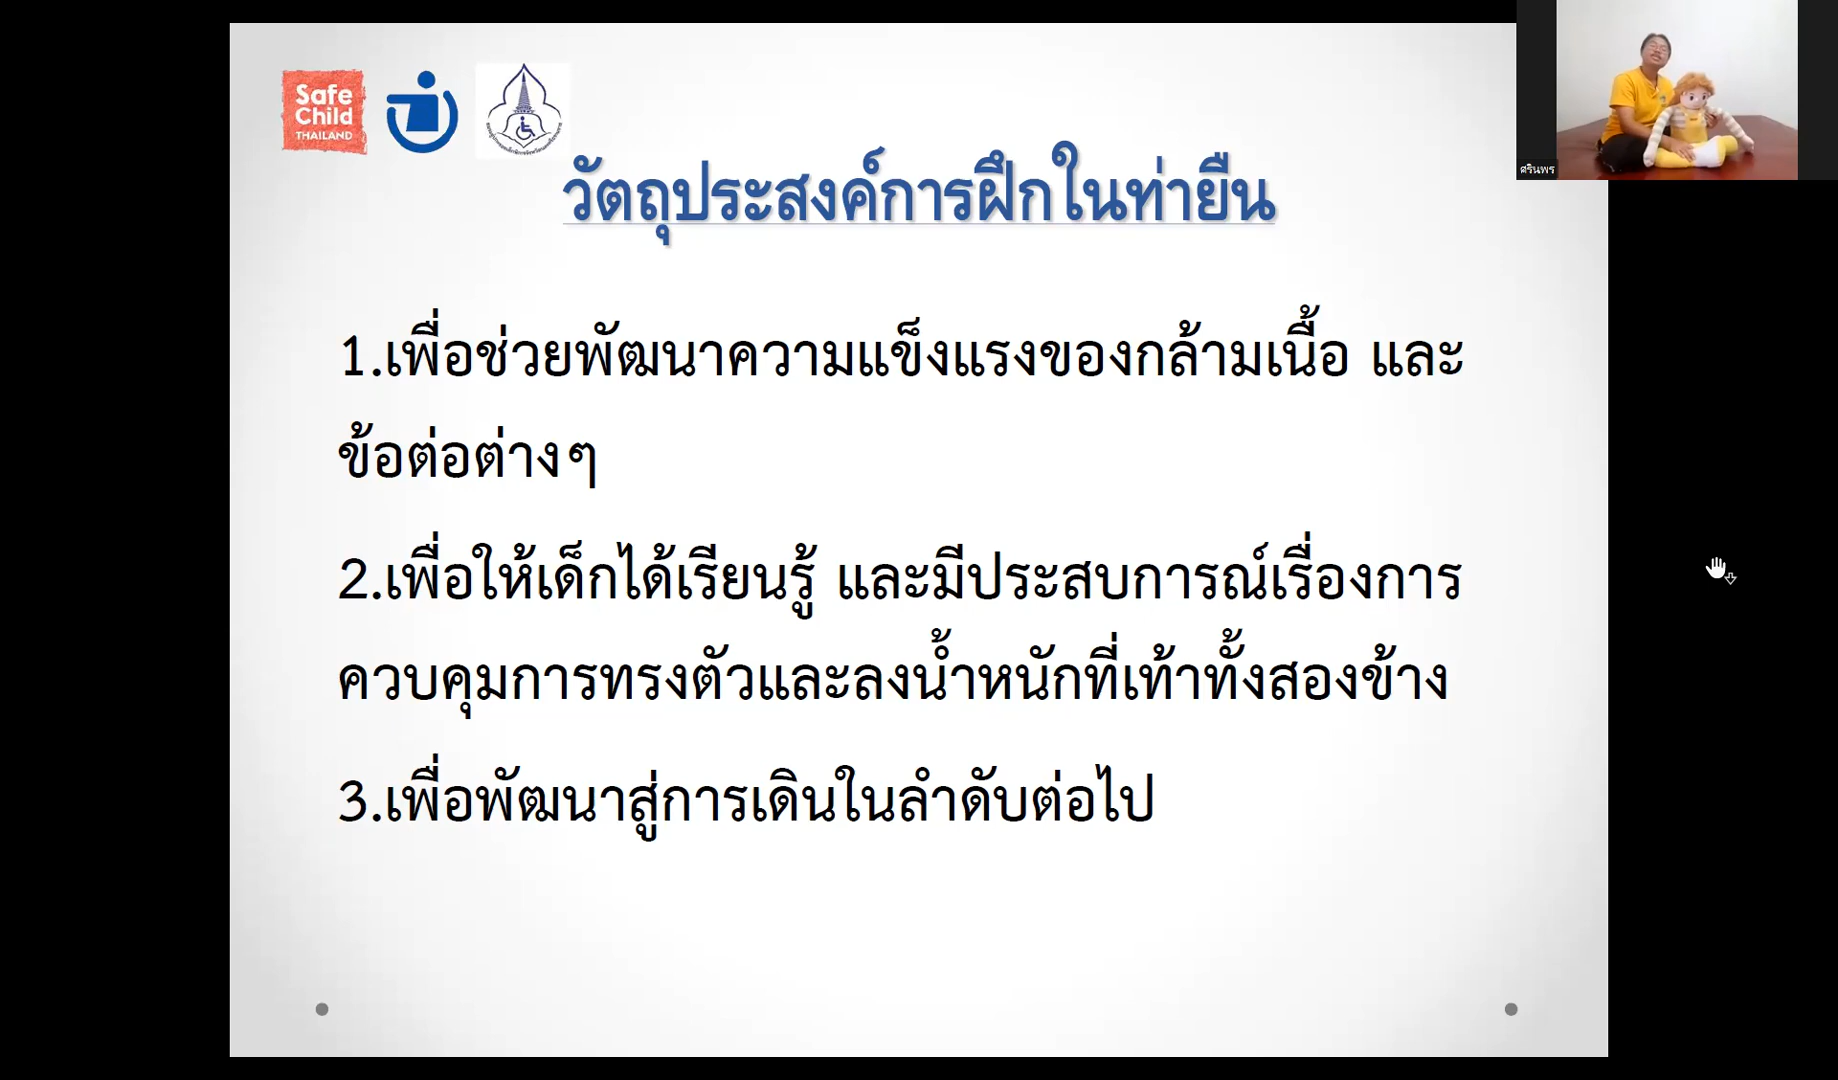 Safe
Child
THAILAND
วัตถุประสงค์การฝึกในท่ายืน
ศรินพร
1.เพื่อช่วยพัฒนาความแข็งแรงของกล้ามเนื้อ และ
ข้อต่อต่างๆ
2.เพื่อให้เด็กได้เรียนรู้ และมีประสบการณ์เรื่องการ
ควบคุมการทรงตัวและลงน้ำหนักที่เท้าทั้งสองข้าง
3.เพื่อพัฒนาสู่การเดินในลำดับต่อไป